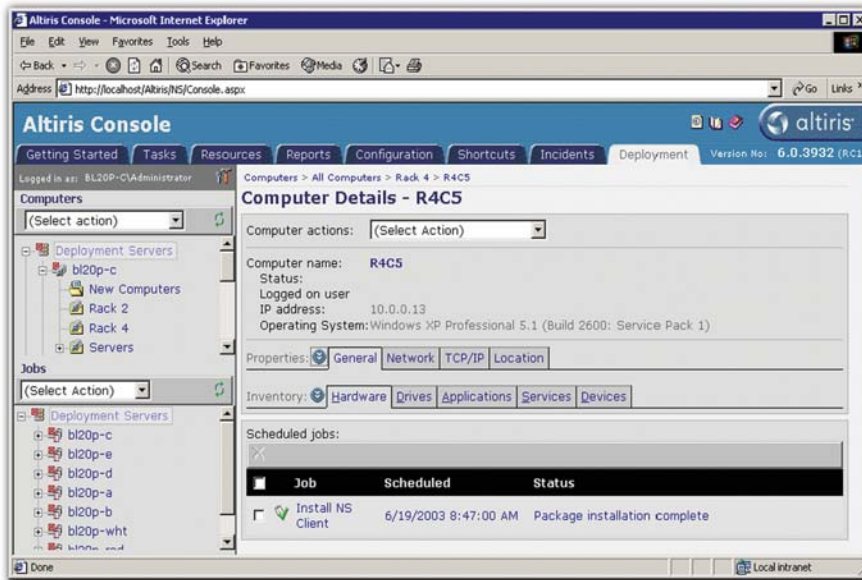 Altiris Console - Microsoft Internet Explorer
File Edit View Favorites Tools Help
Back Search Favorites Media
Address http://localhost/Altiris/NS/Console.aspx Go Links »
Altiris Console altiris
Getting Started Tasks Resources Reports Configuration Shortcuts Incidents Deployment Version No: 6.0.3932 (RC1
Logged in as: BL20P-C\Administrator
Computers
(Select action)
Deployment Servers
bl20p-c
New Computers
Rack 2
Rack 4
Servers
Jobs
(Select Action)
Deployment Servers
bl20p-c
bl20p-e
bl20p-d
bl20p-a
bl20p-b
bl20p-wht
Computers > All Computers > Rack 4 > R4C5
Computer Details - R4C5
Computer actions: (Select Action)
Computer name: R4C5
Status:
Logged on user
IP address: 10.0.0.13
Operating System: Windows XP Professional 5.1 (Build 2600: Service Pack 1)
Properties: General Network TCP/IP Location
Inventory: Hardware Drives Applications Services Devices
Scheduled jobs:
Job Scheduled Status
Install NS Client 6/19/2003 8:47:00 AM Package installation complete
Done Local intranet